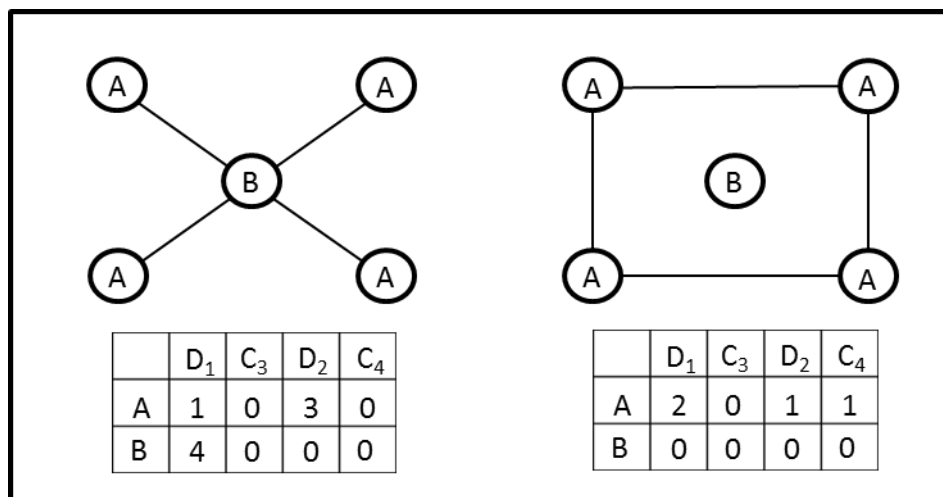 A A
B
A A
D₁ C₃ D₂ C₄
A 1 0 3 0
B 4 0 0 0
A A
B
A A
D₁ C₃ D₂ C₄
A 2 0 1 1
B 0 0 0 0